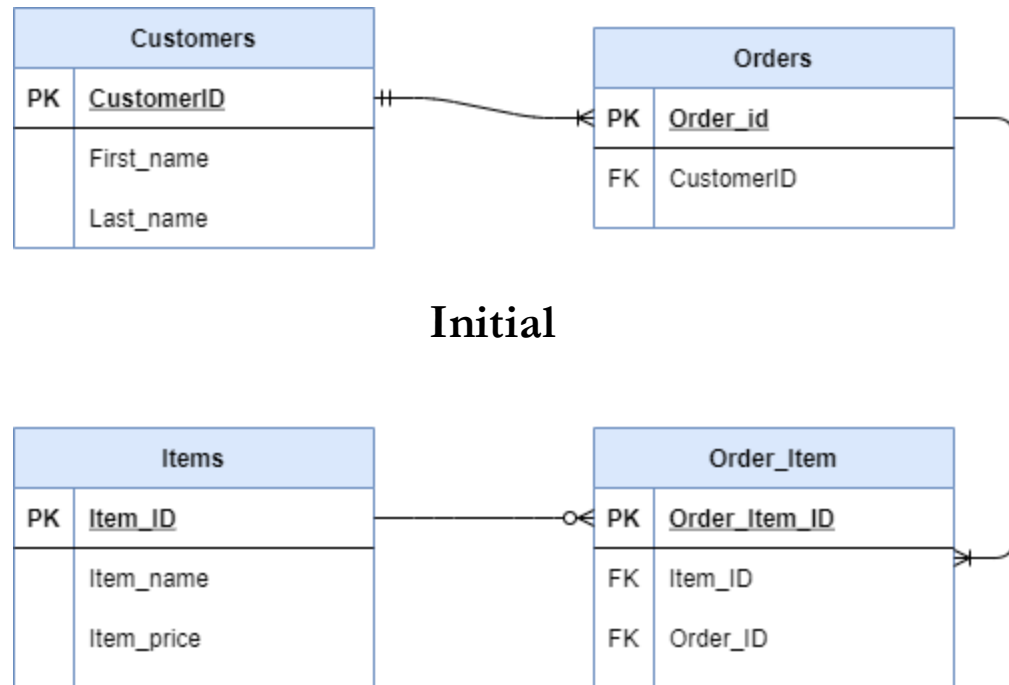 Customers
PK CustomerID
First_name
Last_name
Orders
PK Order_id
FK CustomerID
Initial
Items
PK Item_ID
Item_name
Item_price
Order_Item
PK Order_Item_ID
FK Item_ID
FK Order_ID